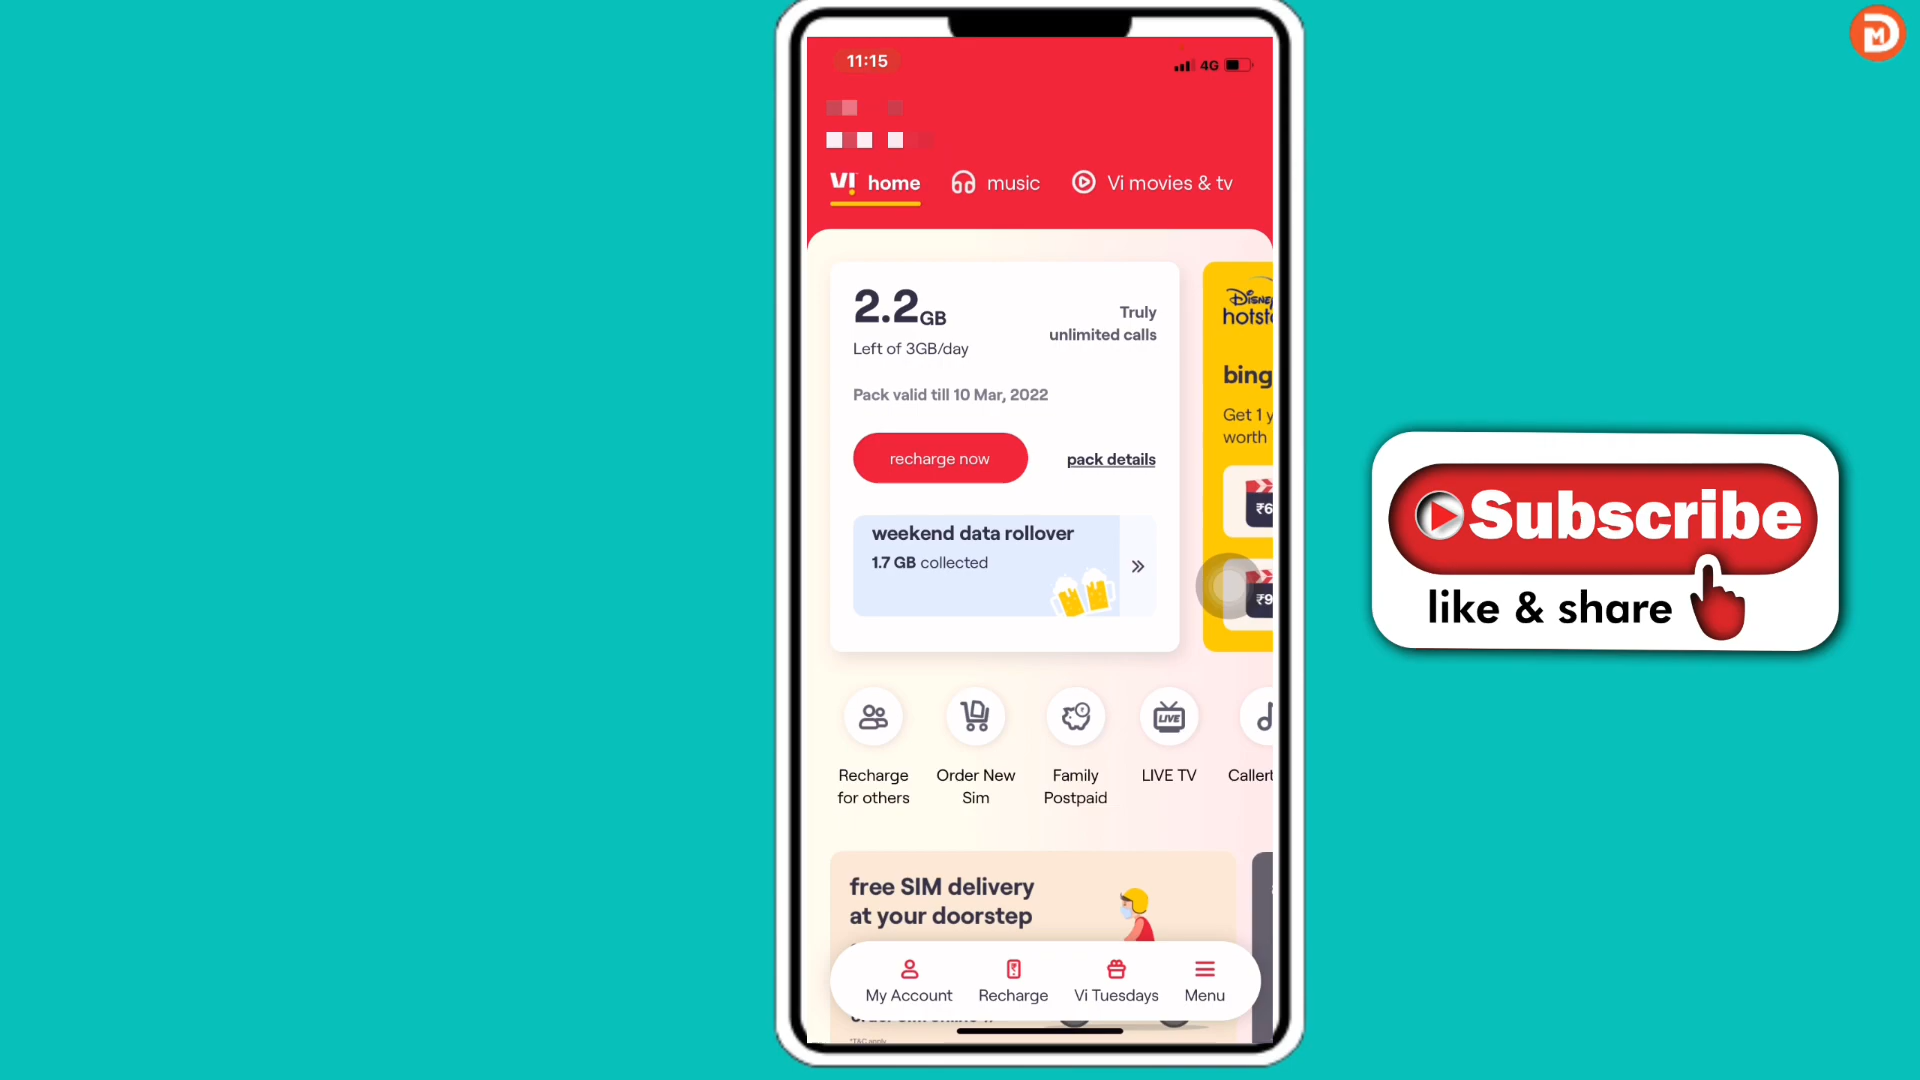 11:15
4G
VI home music Vi movies & tv
2.2GB
Left of 3GB/day
Truly
unlimited calls
Pack valid till 10 Mar, 2022
recharge now
pack details
weekend data rollover
1.7 GB collected
hotst
bing
Get 1 y
worth
₹6
₹9
Recharge
for others
Order New
Sim
Family
Postpaid
LIVE
LIVE TV
Callert
free SIM delivery
at your doorstep
My Account
Recharge
Vi Tuesdays
Menu
*T&C apply
Subscribe
like & share